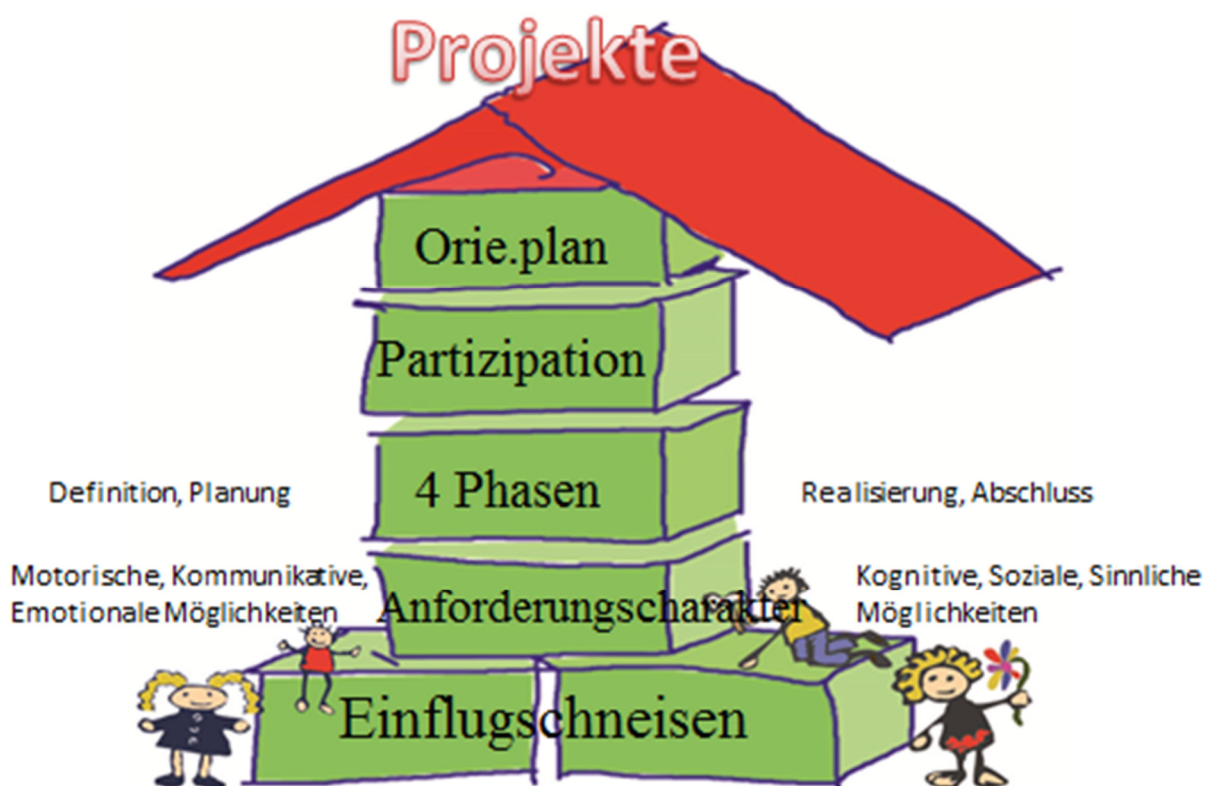 Projekte
Orie.plan
Partizipation
4 Phasen
Definition, Planung
Realisierung, Abschluss
Motorische, Kommunikative,
Emotionale Möglichkeiten
Anforderungscharakter
Kognitive, Soziale, Sinnliche
Möglichkeiten
Einflugschneisen